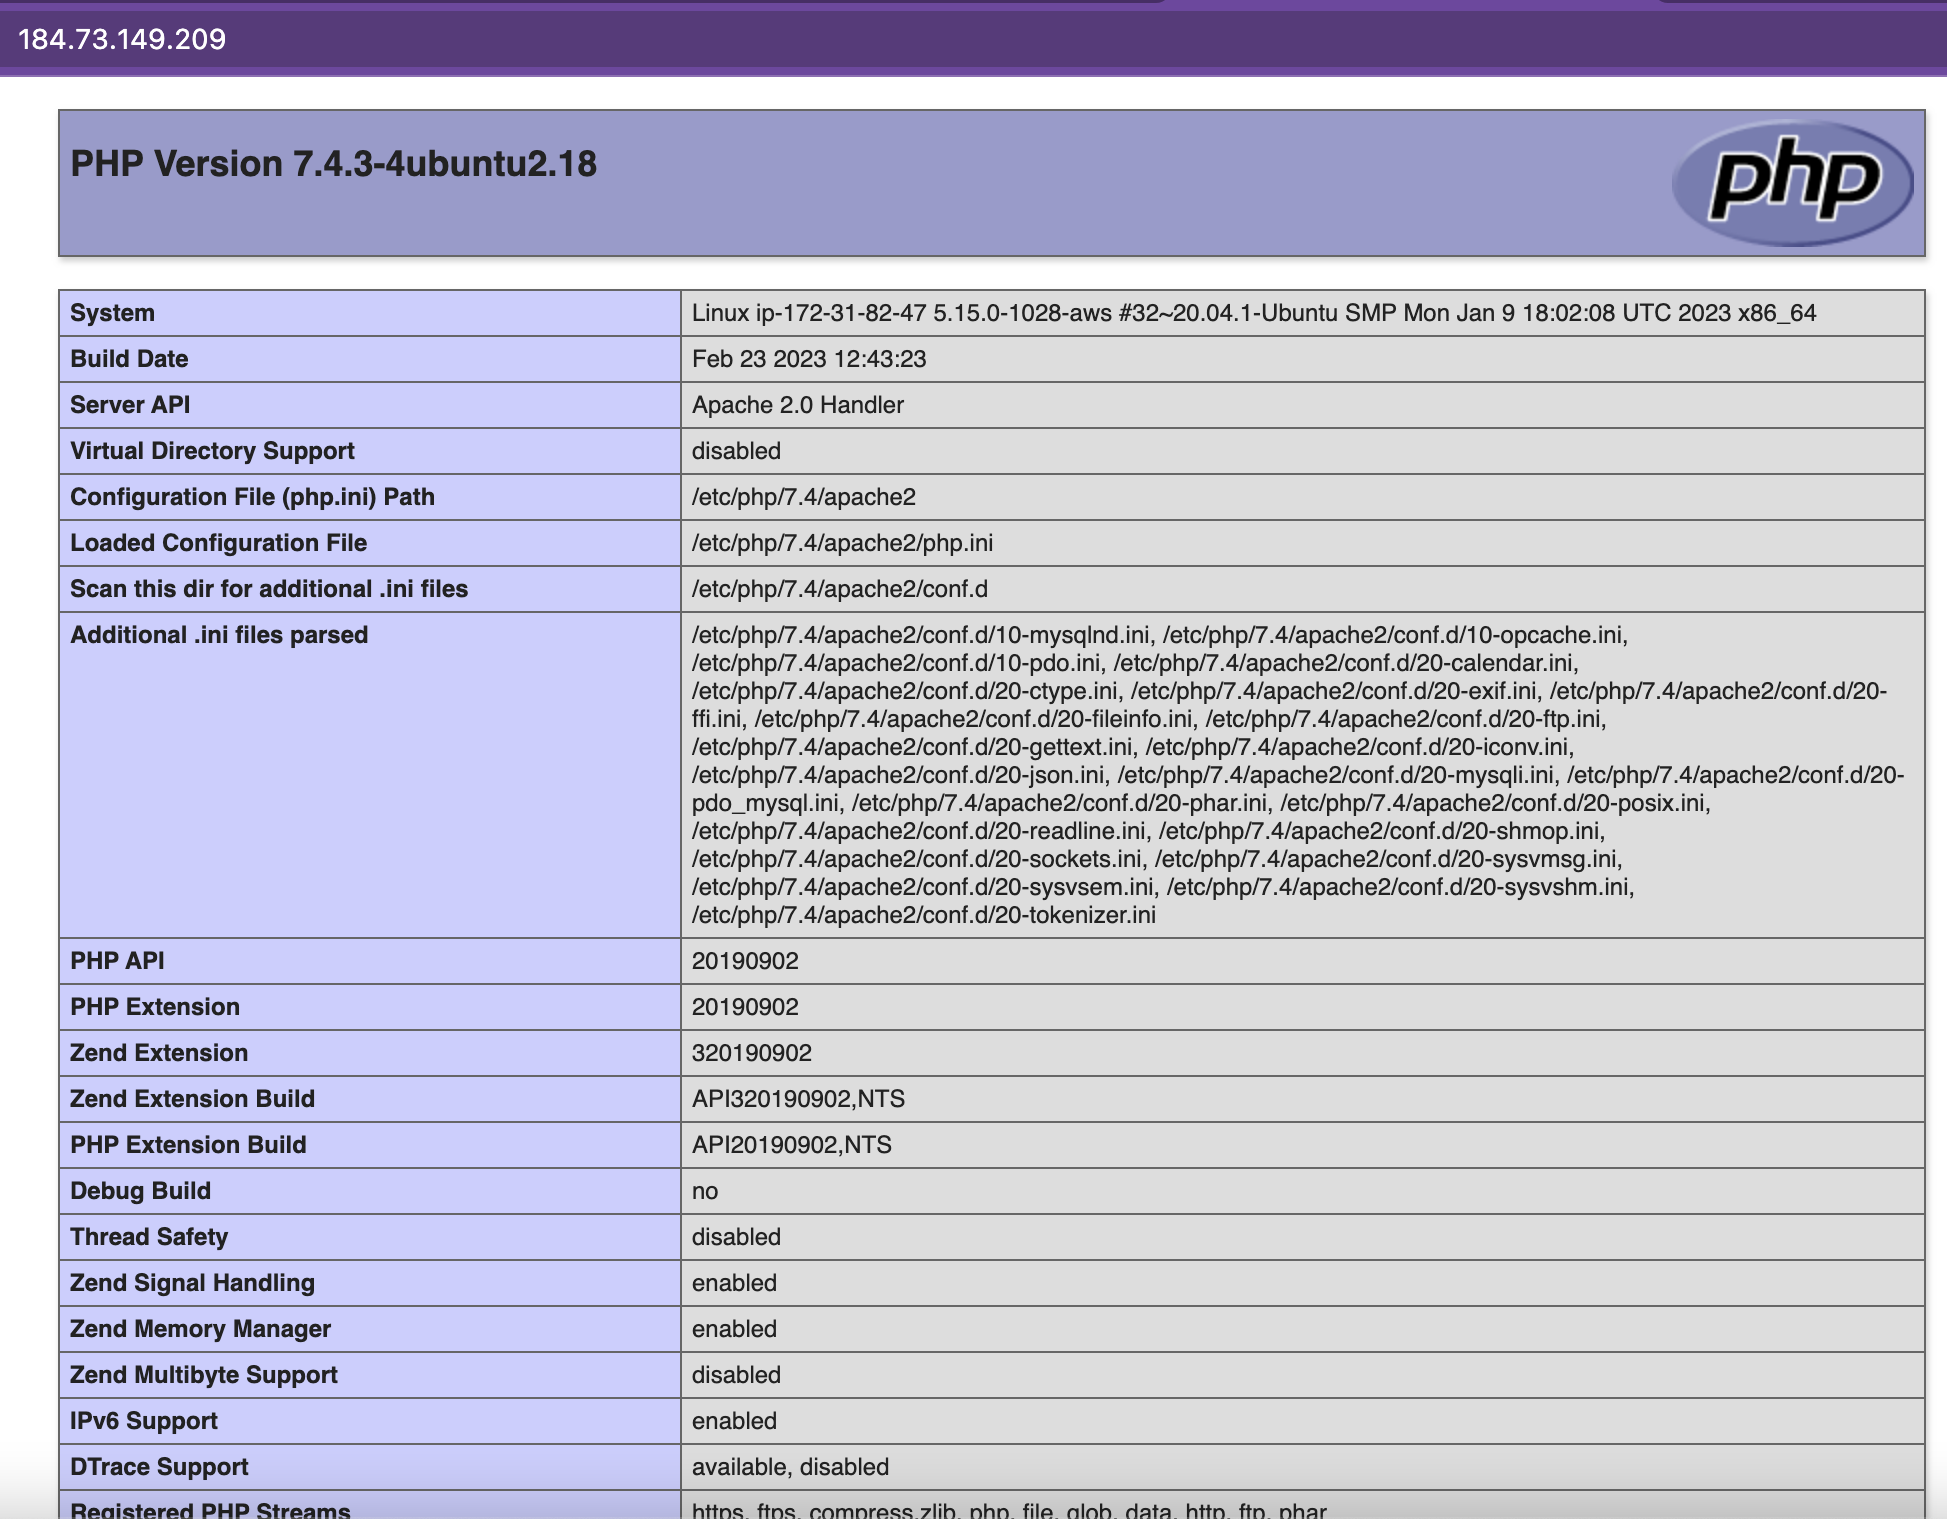 184.73.149.209
PHP Version 7.4.3-4ubuntu2.18
php
System Linux ip-172-31-82-47 5.15.0-1028-aws #32~20.04.1-Ubuntu SMP Mon Jan 9 18:02:08 UTC 2023 x86_64
Build Date Feb 23 2023 12:43:23
Server API Apache 2.0 Handler
Virtual Directory Support disabled
Configuration File (php.ini) Path /etc/php/7.4/apache2
Loaded Configuration File /etc/php/7.4/apache2/php.ini
Scan this dir for additional .ini files /etc/php/7.4/apache2/conf.d
Additional .ini files parsed /etc/php/7.4/apache2/conf.d/10-mysqlnd.ini, /etc/php/7.4/apache2/conf.d/10-opcache.ini,
/etc/php/7.4/apache2/conf.d/10-pdo.ini, /etc/php/7.4/apache2/conf.d/20-calendar.ini,
/etc/php/7.4/apache2/conf.d/20-ctype.ini, /etc/php/7.4/apache2/conf.d/20-exif.ini, /etc/php/7.4/apache2/conf.d/20-
ffi.ini, /etc/php/7.4/apache2/conf.d/20-fileinfo.ini, /etc/php/7.4/apache2/conf.d/20-ftp.ini,
/etc/php/7.4/apache2/conf.d/20-gettext.ini, /etc/php/7.4/apache2/conf.d/20-iconv.ini,
/etc/php/7.4/apache2/conf.d/20-json.ini, /etc/php/7.4/apache2/conf.d/20-mysqli.ini, /etc/php/7.4/apache2/conf.d/20-
pdo_mysql.ini, /etc/php/7.4/apache2/conf.d/20-phar.ini, /etc/php/7.4/apache2/conf.d/20-posix.ini,
/etc/php/7.4/apache2/conf.d/20-readline.ini, /etc/php/7.4/apache2/conf.d/20-shmop.ini,
/etc/php/7.4/apache2/conf.d/20-sockets.ini, /etc/php/7.4/apache2/conf.d/20-sysvmsg.ini,
/etc/php/7.4/apache2/conf.d/20-sysvsem.ini, /etc/php/7.4/apache2/conf.d/20-sysvshm.ini,
/etc/php/7.4/apache2/conf.d/20-tokenizer.ini
PHP API 20190902
PHP Extension 20190902
Zend Extension 320190902
Zend Extension Build API320190902,NTS
PHP Extension Build API20190902,NTS
Debug Build no
Thread Safety disabled
Zend Signal Handling enabled
Zend Memory Manager enabled
Zend Multibyte Support disabled
IPv6 Support enabled
DTrace Support available, disabled
Registered PHP Streams https, ftps, compress.zlib, php, file, glob, data, http, ftp, phar